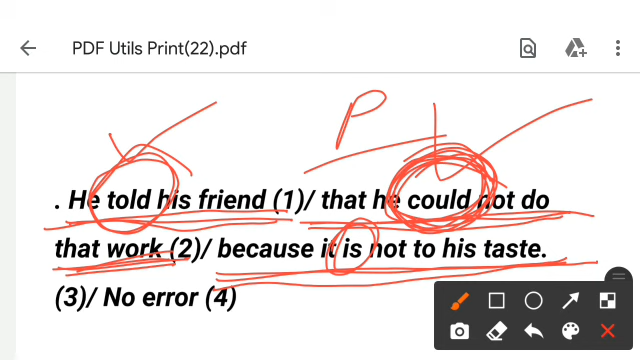 PDF Utils Print(22).pdf
P
. He told his friend (1)/ that he could not do
that work (2)/ because it is not to his taste.
(3)/ No error (4)